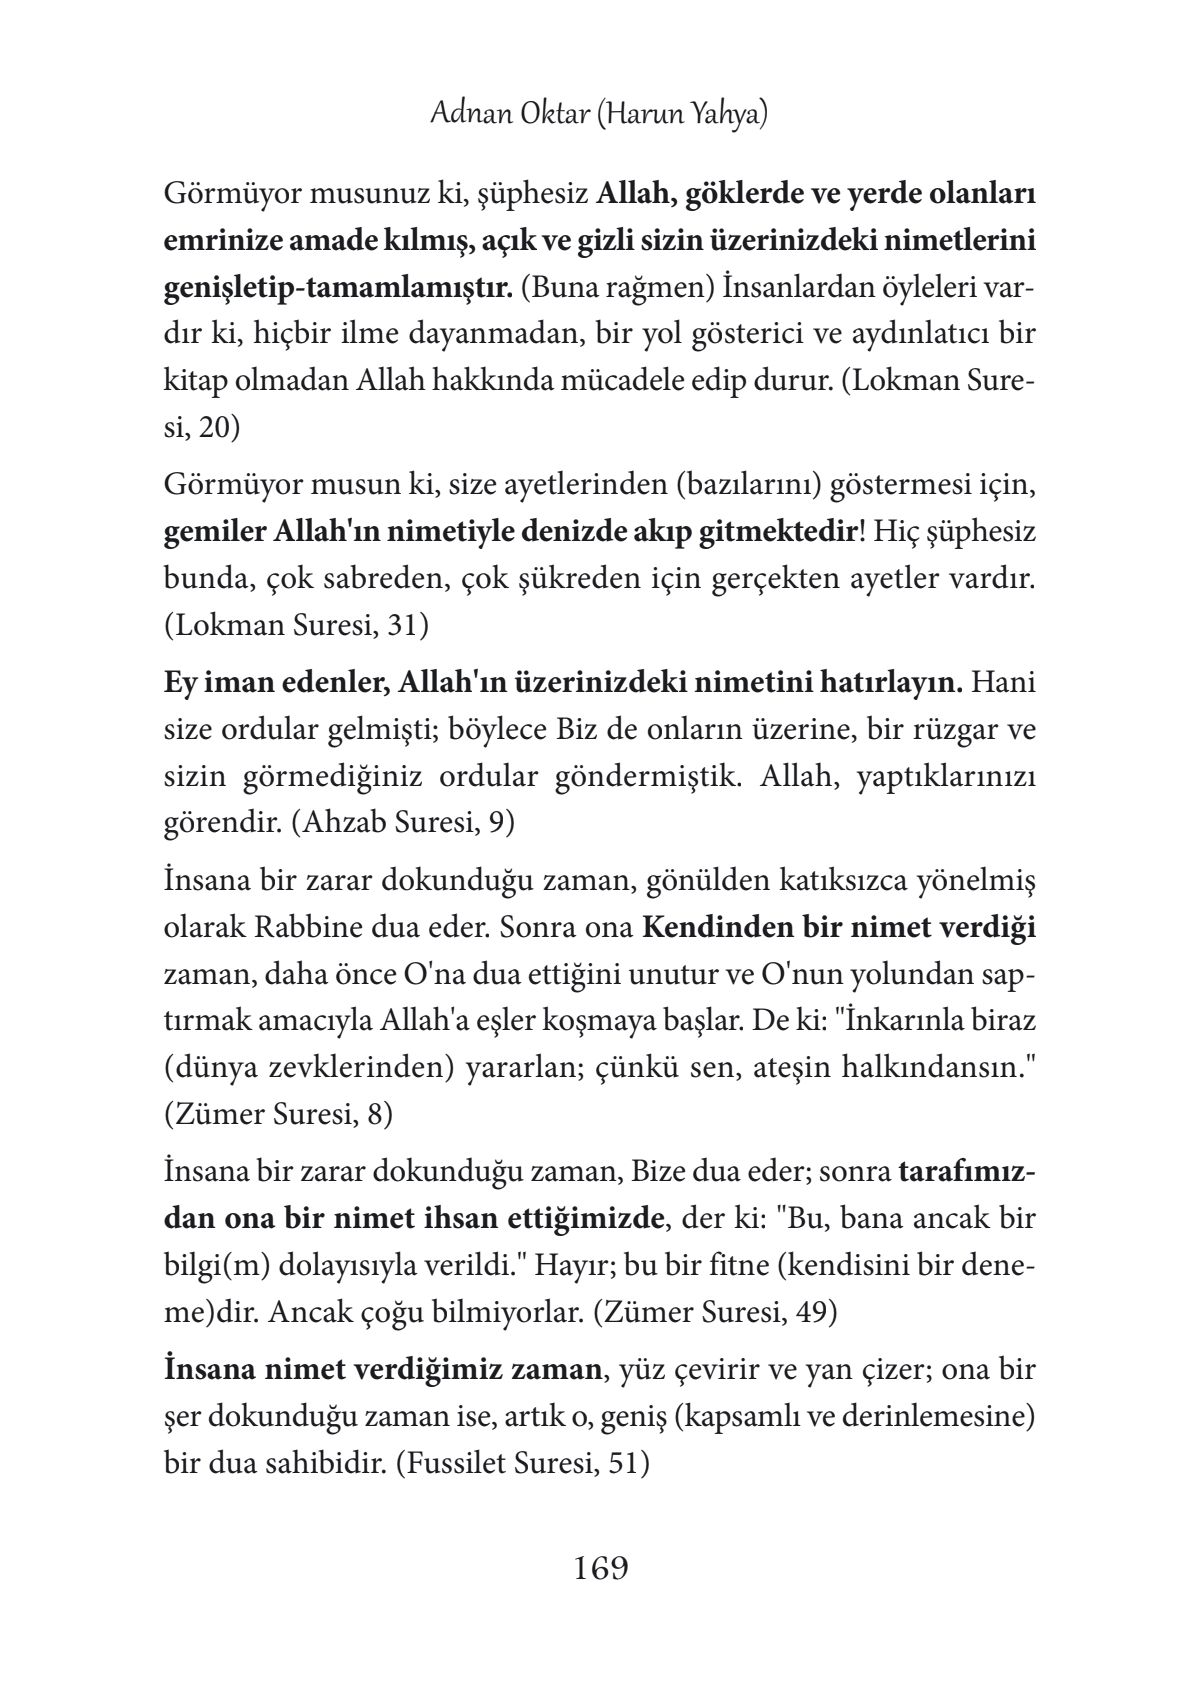 Adnan Oktar (Harun Yahya)
Görmüyor musunuz ki, şüphesiz Allah, göklerde ve yerde olanları
emrinize amade kılmış, açık ve gizli sizin üzerinizdeki nimetlerini
genişletip-tamamlamıştır. (Buna rağmen) İnsanlardan öyleleri var-
dır ki, hiçbir ilme dayanmadan, bir yol gösterici ve aydınlatıcı bir
kitap olmadan Allah hakkında mücadele edip durur. (Lokman Sure-
si, 20)
Görmüyor musun ki, size ayetlerinden (bazılarını) göstermesi için,
gemiler Allah'ın nimetiyle denizde akıp gitmektedir! Hiç şüphesiz
bunda, çok sabreden, çok şükreden için gerçekten ayetler vardır.
(Lokman Suresi, 31)
Ey iman edenler, Allah'ın üzerinizdeki nimetini hatırlayın. Hani
size ordular gelmişti; böylece Biz de onların üzerine, bir rüzgar ve
sizin görmediğiniz ordular göndermiştik. Allah, yaptıklarınızı
görendir. (Ahzab Suresi, 9)
İnsana bir zarar dokunduğu zaman, gönülden katıksızca yönelmiş
olarak Rabbine dua eder. Sonra ona Kendinden bir nimet verdiği
zaman, daha önce O'na dua ettiğini unutur ve O'nun yolundan sap-
tırmak amacıyla Allah'a eşler koşmaya başlar. De ki: "İnkarınla biraz
(dünya zevklerinden) yararlan; çünkü sen, ateşin halkındansın."
(Zümer Suresi, 8)
İnsana bir zarar dokunduğu zaman, Bize dua eder; sonra tarafımız-
dan ona bir nimet ihsan ettiğimizde, der ki: "Bu, bana ancak bir
bilgi(m) dolayısıyla verildi." Hayır; bu bir fitne (kendisini bir dene-
me)dir. Ancak çoğu bilmiyorlar. (Zümer Suresi, 49)
İnsana nimet verdiğimiz zaman, yüz çevirir ve yan çizer; ona bir
şer dokunduğu zaman ise, artık o, geniş (kapsamlı ve derinlemesine)
bir dua sahibidir. (Fussilet Suresi, 51)
169